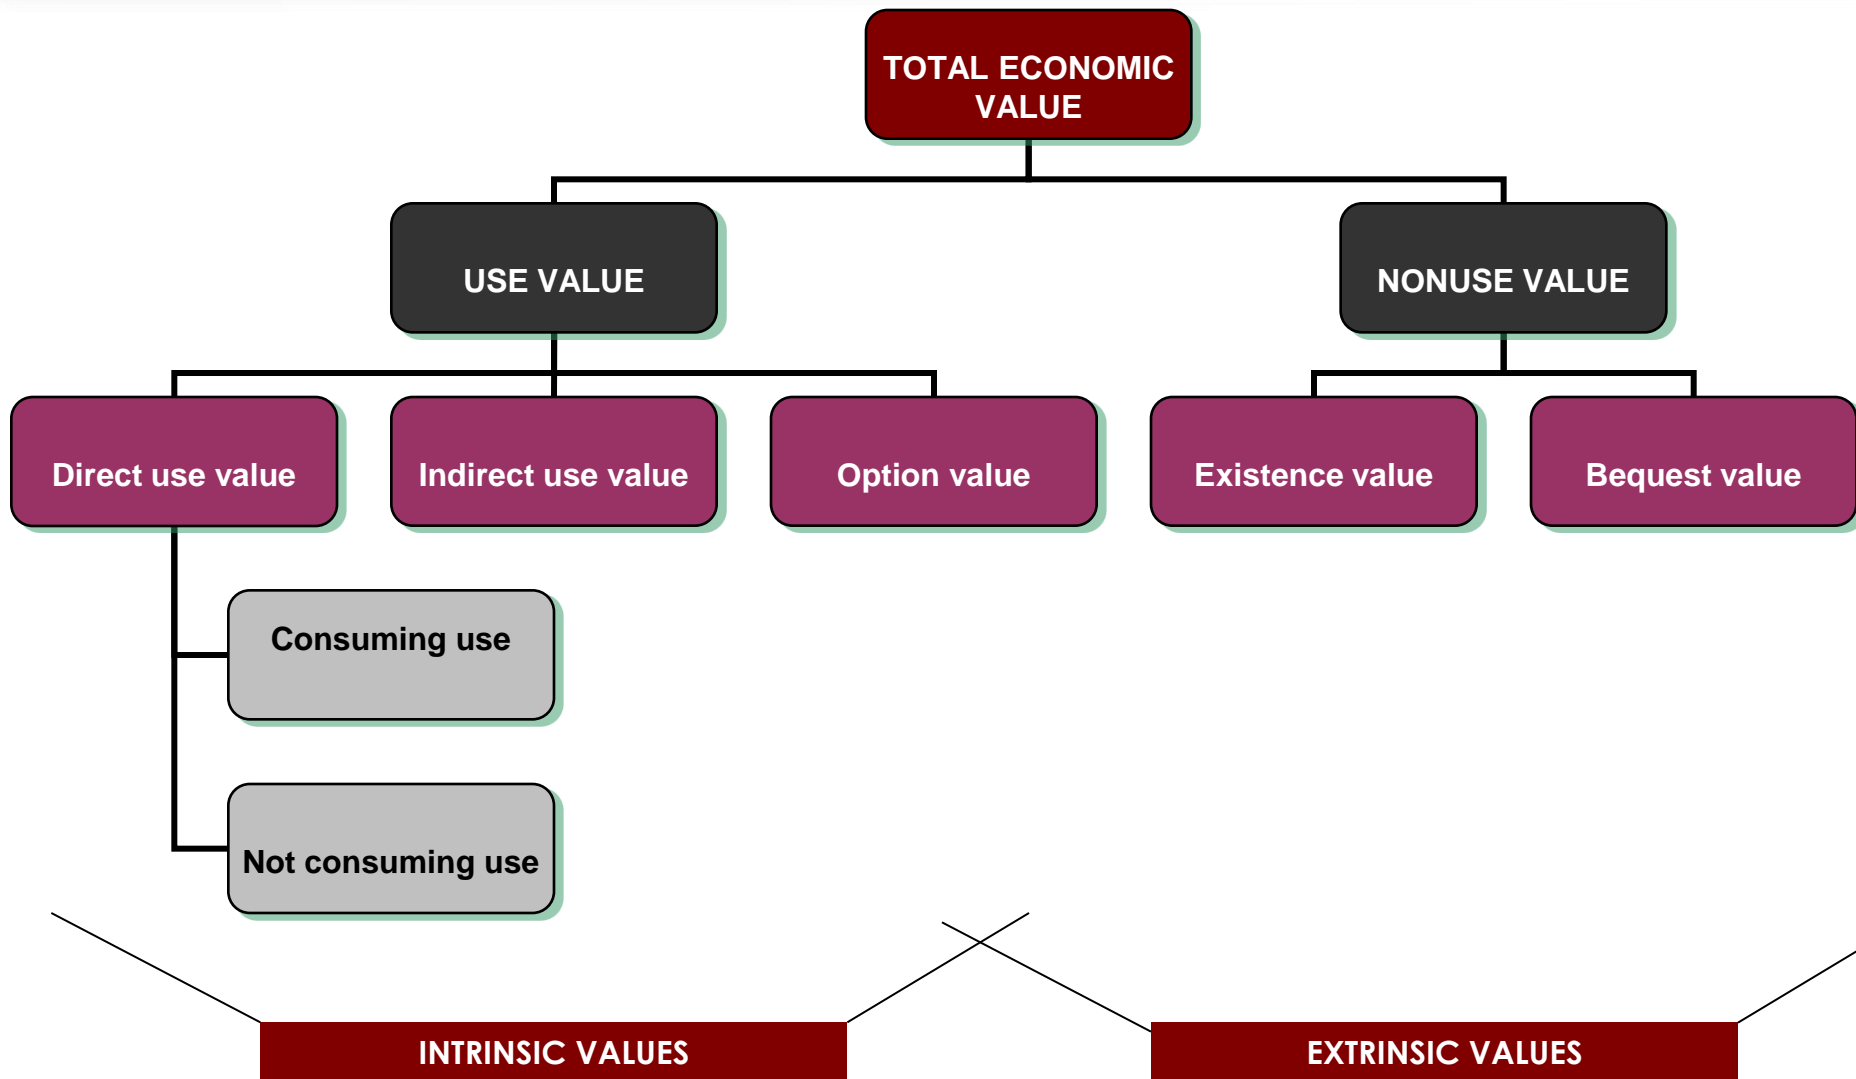 TOTAL ECONOMIC
VALUE
USE VALUE
NONUSE VALUE
Direct use value
Indirect use value
Option value
Existence value
Bequest value
Consuming use
Not consuming use
INTRINSIC VALUES
EXTRINSIC VALUES